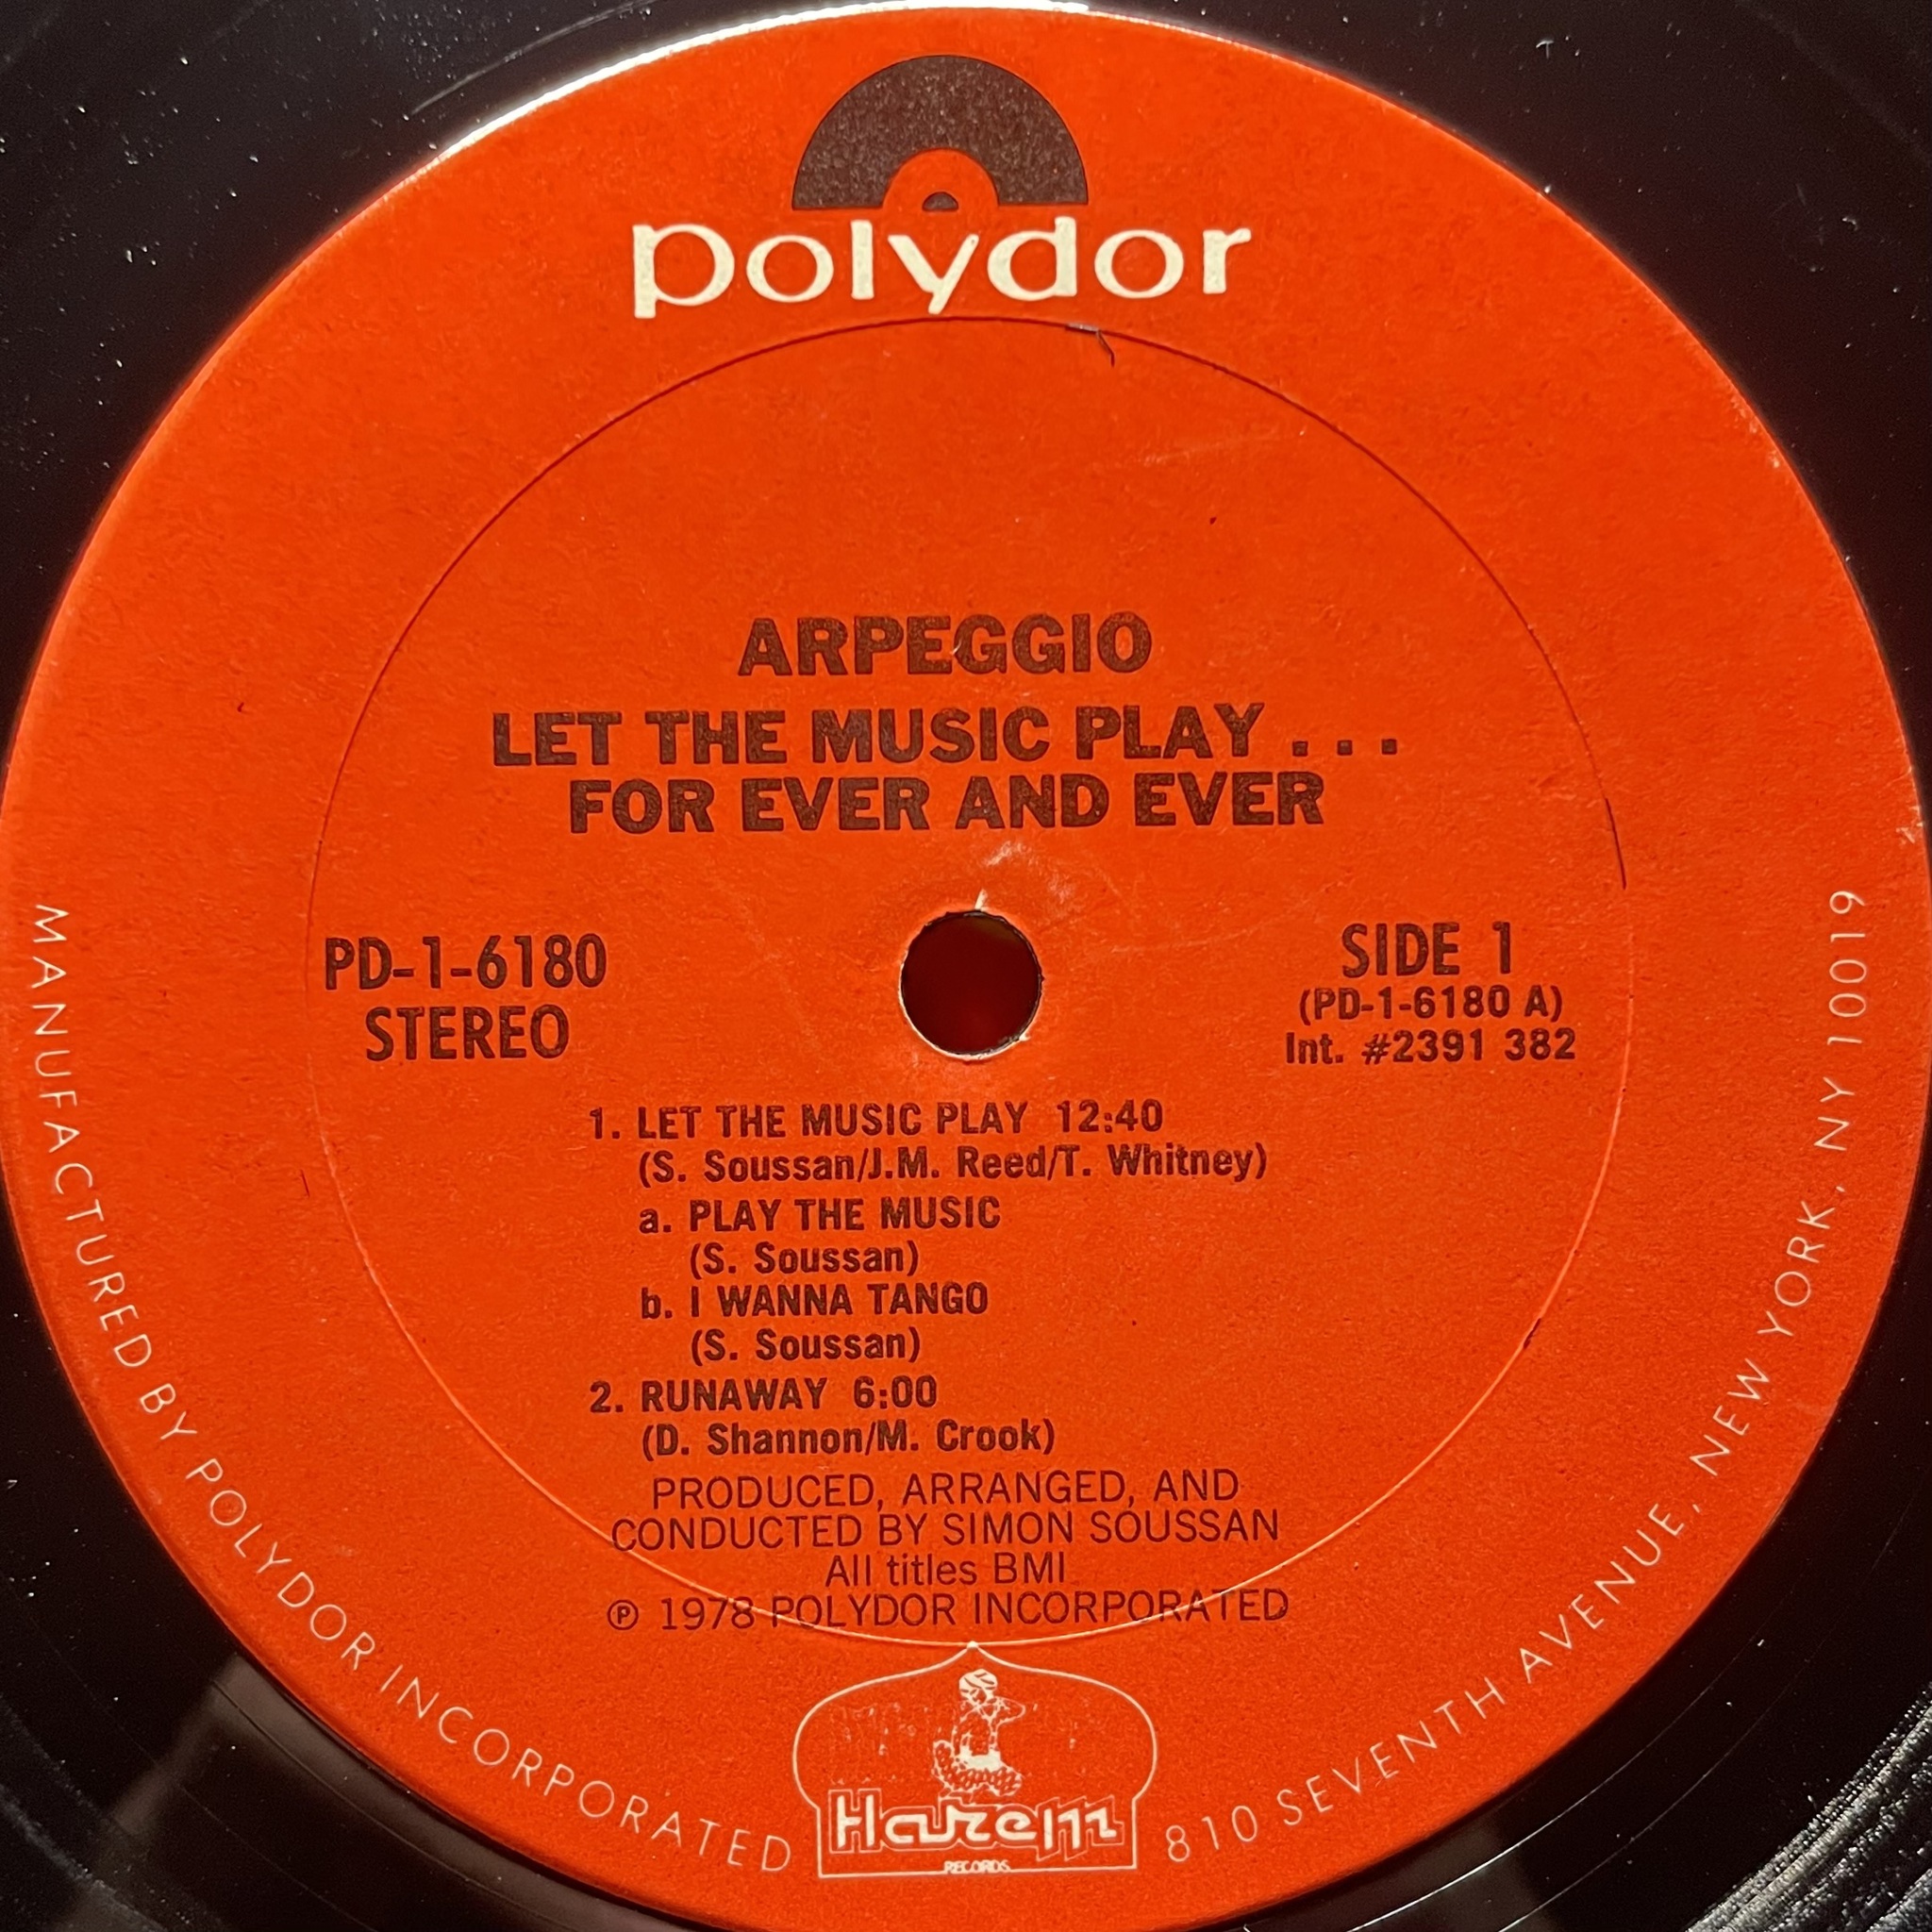 polydor
ARPEGGIO
LET THE MUSIC PLAY . . .
FOR EVER AND EVER
PD-1-6180
STEREO
SIDE 1
(PD-1-6180 A)
Int. #2391 382
1. LET THE MUSIC PLAY 12:40
(S. Soussan/J.M. Reed/T. Whitney)
a. PLAY THE MUSIC
(S. Soussan)
b. I WANNA TANGO
(S. Soussan)
2. RUNAWAY 6:00
(D. Shannon/M. Crook)
PRODUCED, ARRANGED, AND
CONDUCTED BY SIMON SOUSSAN
All titles BMI
℗ 1978 POLYDOR INCORPORATED
Harem
RECORDS
MANUFACTURED BY POLYDOR INCORPORATED
810 SEVENTH AVENUE, NEW YORK, NY 10019